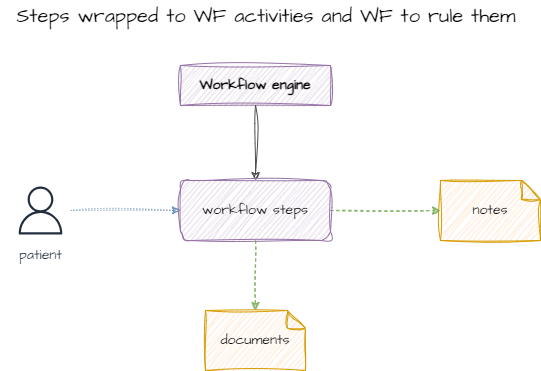 Steps wrapped to WF activities and WF to rule them
Workflow engine
workflow steps
notes
patient
documents